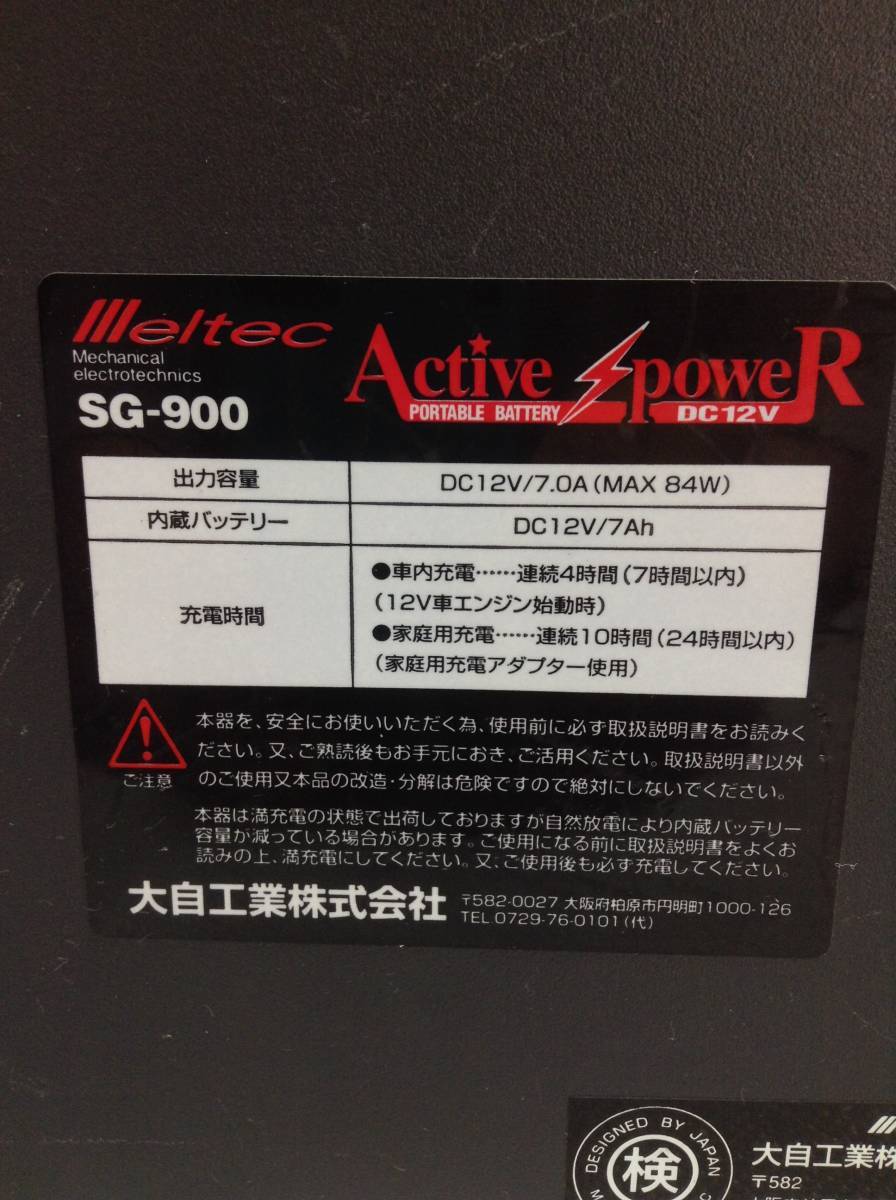 Meltec
Mechanical
electrotechnics
SG-900
Active poweR
PORTABLE BATTERY DC12V
出力容量 DC12V/7.0A(MAX 84W)
内蔵バッテリー DC12V/7Ah
充電時間
●車内充電……連続4時間(7時間以内)
(12V車エンジン始動時)
●家庭用充電……連続10時間(24時間以内)
(家庭用充電アダプター使用)
ご注意
本器を、安全にお使いいただく為、使用前に必ず取扱説明書をお読みく
ださい。又、ご熟読後もお手元におき、ご活用ください。取扱説明書以外
のご使用又本品の改造・分解は危険ですので絶対にしないでください。
本器は満充電の状態で出荷しておりますが自然放電により内蔵バッテリー
容量が減っている場合があります。ご使用になる前に取扱説明書をよくお
読みの上、満充電にしてください。又、ご使用後も必ず充電してください。
大自工業株式会社
〒582-0027 大阪府柏原市円明町1000-126
TEL 0729-76-0101(代)
DESIGNED BY JAPAN
検
大自工業株
〒582